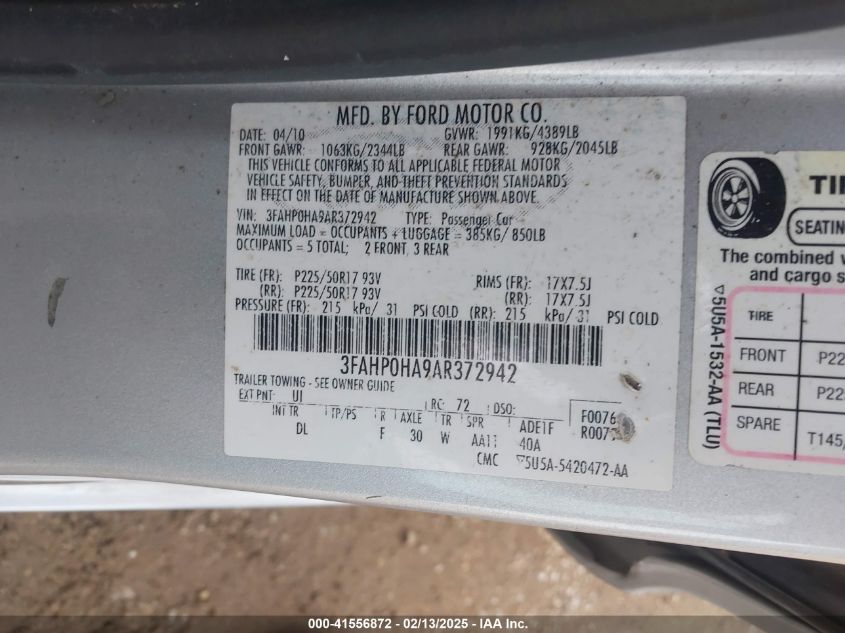 MFD. BY FORD MOTOR CO.
DATE: 04/10 GVWR: 1991KG/4389LB
FRONT GAWR: 1063KG/2344LB REAR GAWR: 928KG/2045LB
THIS VEHICLE CONFORMS TO ALL APPLICABLE FEDERAL MOTOR
VEHICLE SAFETY, BUMPER, AND THEFT PREVENTION STANDARDS
IN EFFECT ON THE DATE OF MANUFACTURE SHOWN ABOVE.
VIN: 3FAHP0HA9AR372942 TYPE: Passenger Car
MAXIMUM LOAD = OCCUPANTS + LUGGAGE = 385KG/ 850LB
OCCUPANTS = 5 TOTAL; 2 FRONT, 3 REAR
TIRE (FR): P225/50R17 93V RIMS (FR): 17X7.5J
(RR): P225/50R17 93V (RR): 17X7.5J
PRESSURE (FR): 215 kPa/ 31 PSI COLD (RR): 215 kPa/ 31 PSI COLD
3FAHP0HA9AR372942
TRAILER TOWING - SEE OWNER GUIDE
EXT PNT: UI RC: 72 DSO: F0076
INT TR TP/PS R AXLE TR SPR ADE1F
DL F 30 W AA11 40A
CMC ▽5U5A-5420472-AA
▽5U5A-1532-AA (TLU)
SEATING
The combined
and cargo
TIRE
FRONT P22
REAR P22
SPARE T145/
000-41556872 / 02/13/2025 / IAA Inc.